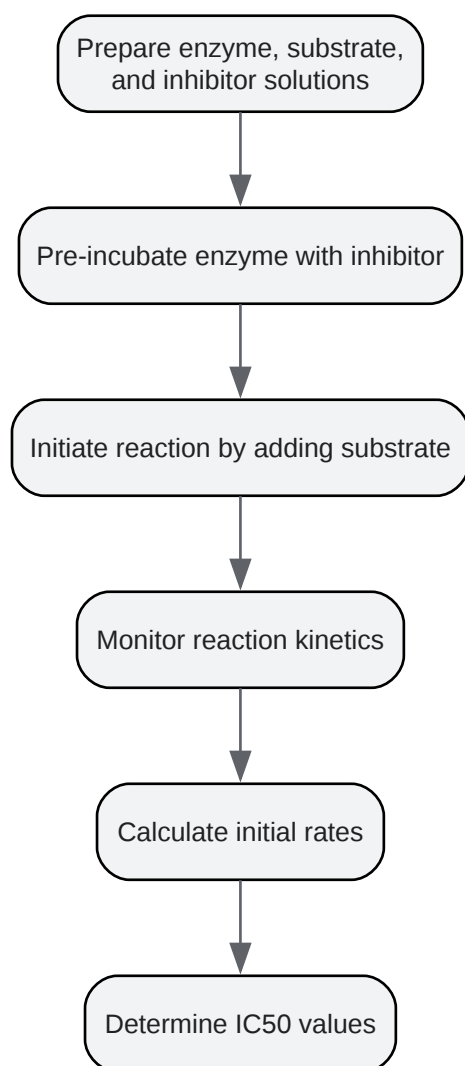 Prepare enzyme, substrate,
and inhibitor solutions
Pre-incubate enzyme with inhibitor
Initiate reaction by adding substrate
Monitor reaction kinetics
Calculate initial rates
Determine IC50 values